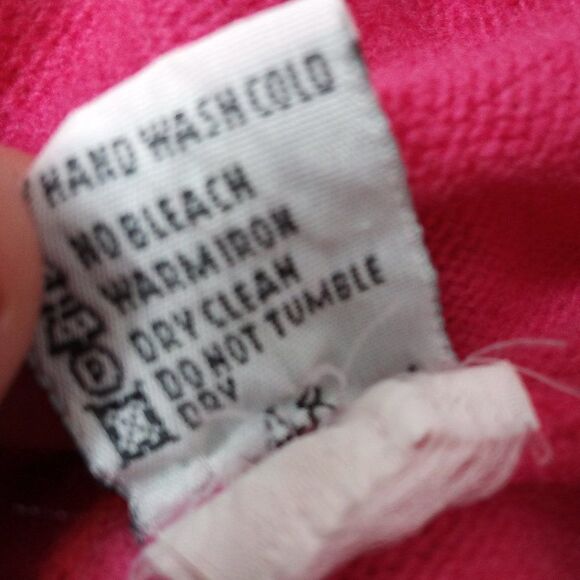 HAND WASH COLD
NO BLEACH
WARM IRON
DRY CLEAN
DO NOT TUMBLE
DRY